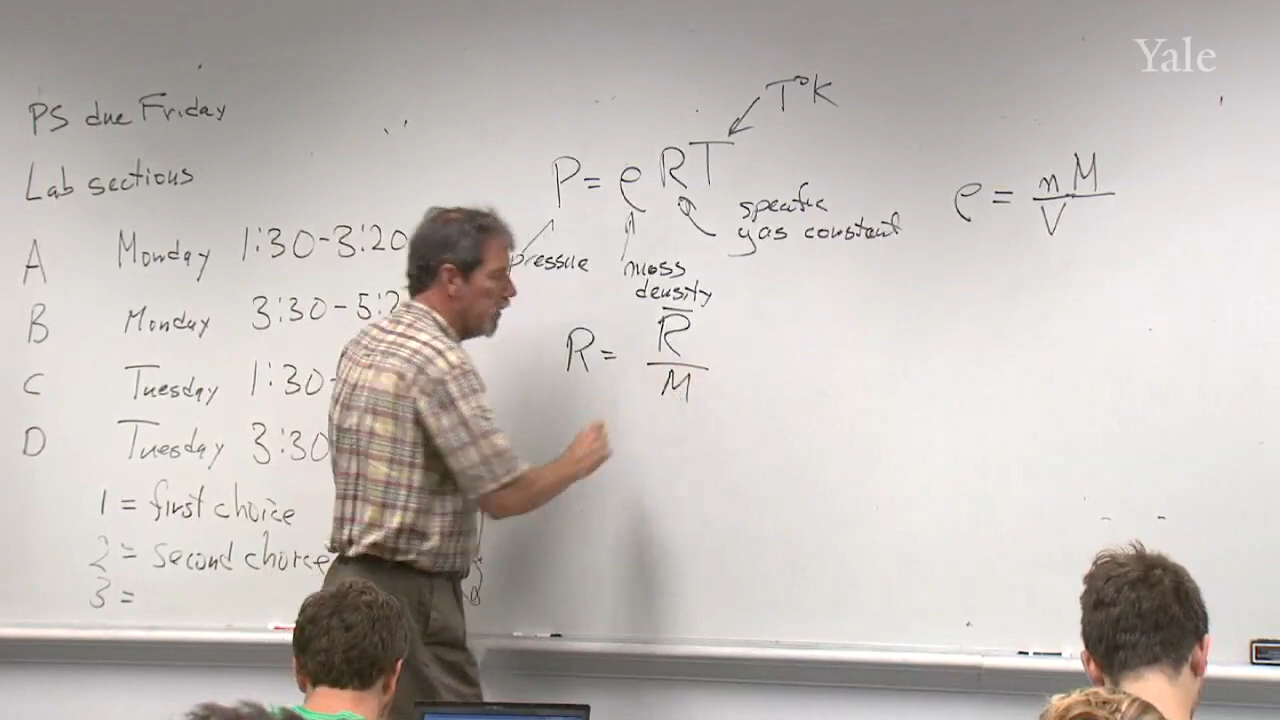 Yale
PS due Friday
Lab sections
A Monday 1:30-3:20
B Monday 3:30-5:2
C Tuesday 1:30-
D Tuesday 3:30
1 = first choice
2 = second choice
3 =
T°K
P = ρRT
pressure
mass density
specific
gas constant
R = R̅/M
ρ = nM/V